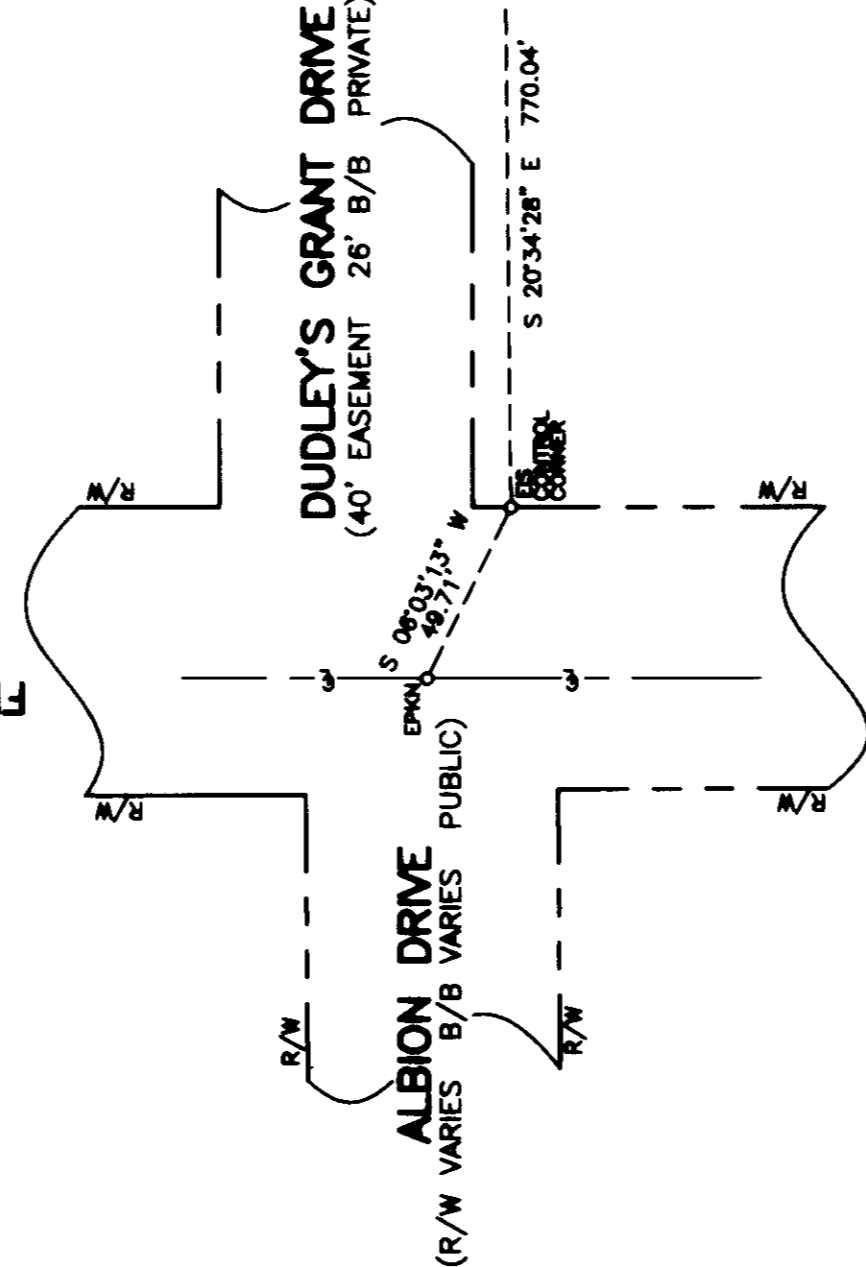 F
DUDLEY'S GRANT DRIVE
(40' EASEMENT 26' B/B PRIVATE)
R/W
R/W
S 20°34'28" E 770.04'
EIS
CONTROL
CORNER
R/W
S 06°03'13" W
49.71'
EPKN
R/W
R/W
ALBION DRIVE
(R/W VARIES B/B VARIES PUBLIC)
R/W
R/W